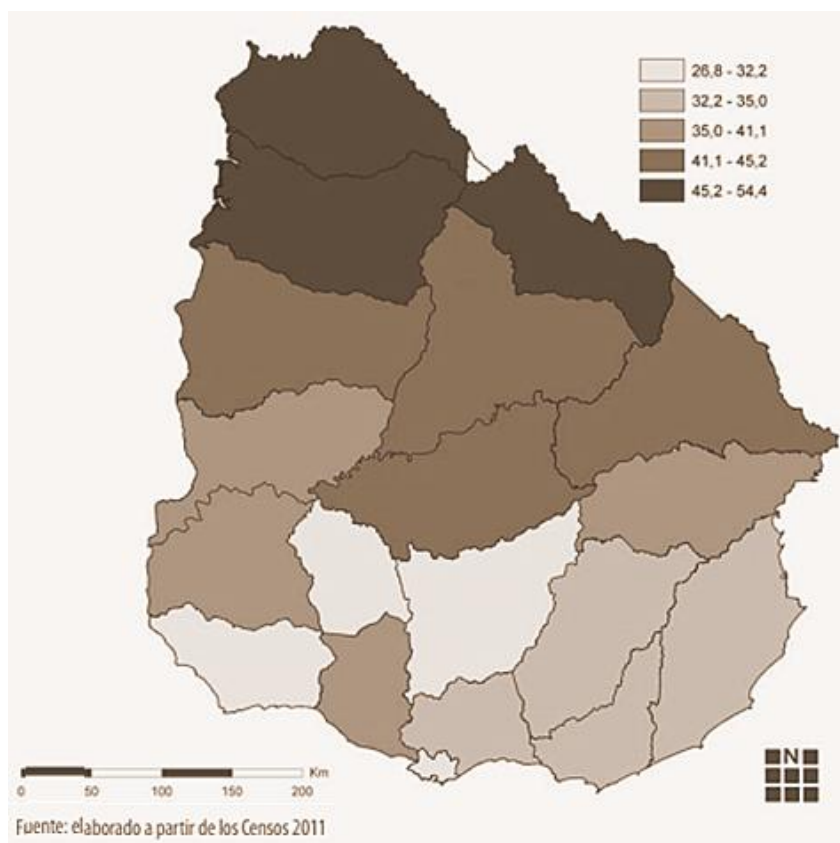 26,8 - 32,2
32,2 - 35,0
35,0 - 41,1
41,1 - 45,2
45,2 - 54,4
N
Km
0 50 100 150 200
Fuente: elaborado a partir de los Censos 2011